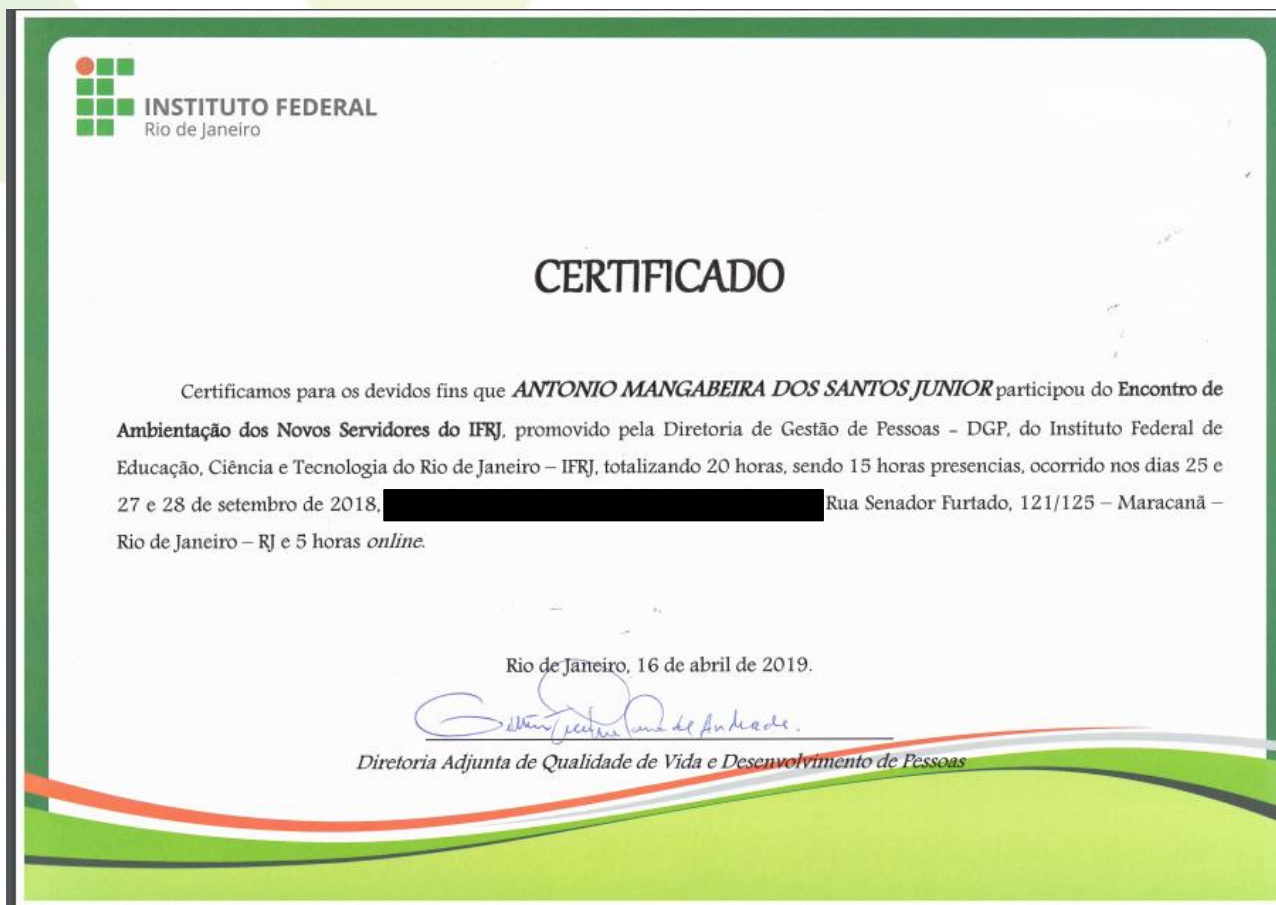 INSTITUTO FEDERAL
Rio de Janeiro
CERTIFICADO
Certificamos para os devidos fins que ANTONIO MANGABEIRA DOS SANTOS JUNIOR participou do Encontro de
Ambientação dos Novos Servidores do IFRJ, promovido pela Diretoria de Gestão de Pessoas – DGP, do Instituto Federal de
Educação, Ciência e Tecnologia do Rio de Janeiro – IFRJ, totalizando 20 horas, sendo 15 horas presencias, ocorrido nos dias 25 e
27 e 28 de setembro de 2018, Rua Senador Furtado, 121/125 – Maracanã –
Rio de Janeiro – RJ e 5 horas online.
Rio de Janeiro, 16 de abril de 2019.
de Andrade.
Diretoria Adjunta de Qualidade de Vida e Desenvolvimento de Pessoas